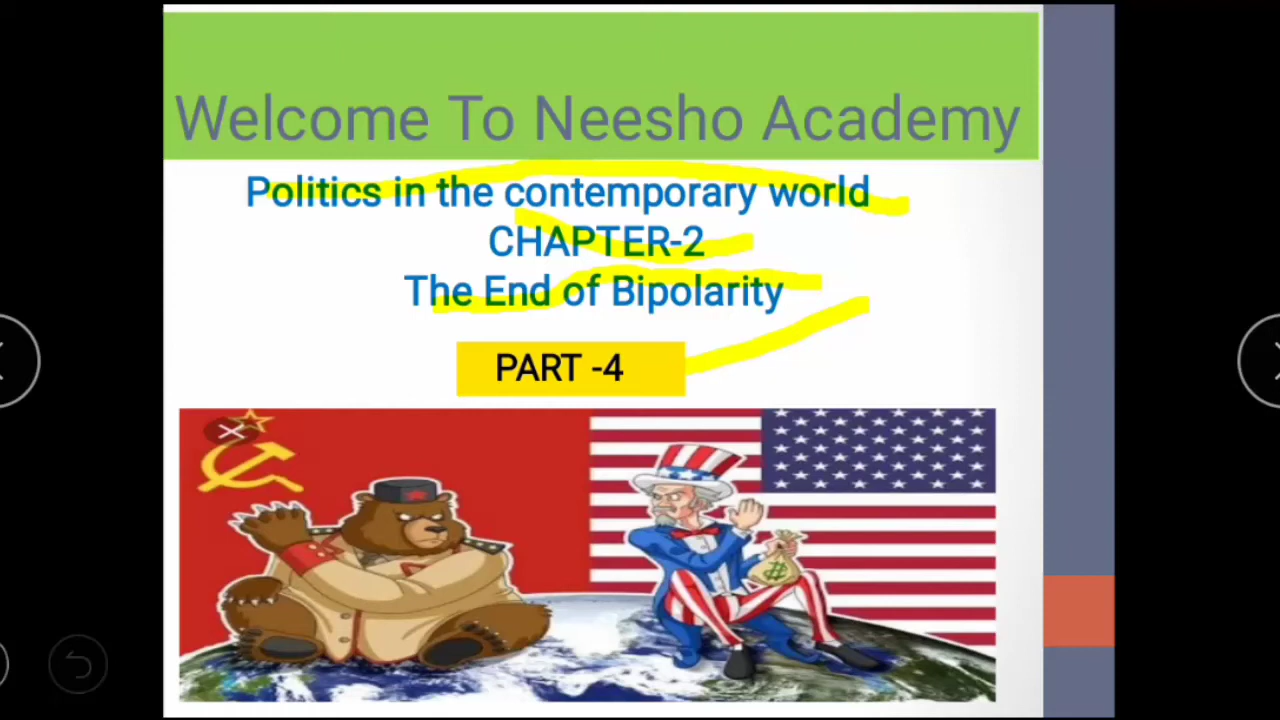 Welcome To Neesho Academy
Politics in the contemporary world
CHAPTER-2
The End of Bipolarity
PART -4
$